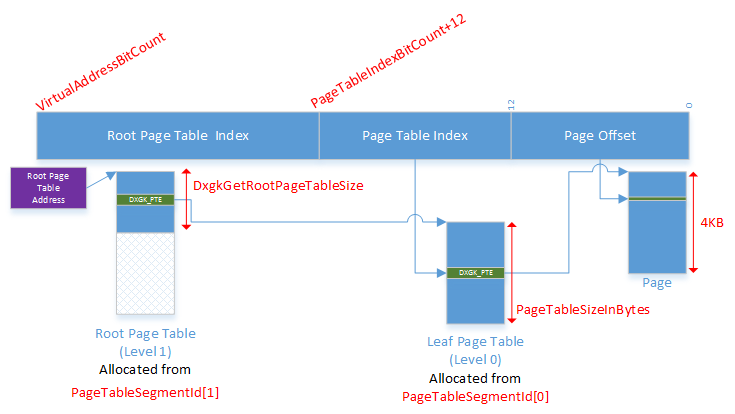 VirtualAddressBitCount
PageTableIndexBitCount+12
12
0
Root Page Table Index
Page Table Index
Page Offset
Root Page
Table
Address
DXGK_PTE
DxgkGetRootPageTableSize
DXGK_PTE
4KB
Page
PageTableSizeInBytes
Root Page Table
(Level 1)
Allocated from
PageTableSegmentId[1]
Leaf Page Table
(Level 0)
Allocated from
PageTableSegmentId[0]